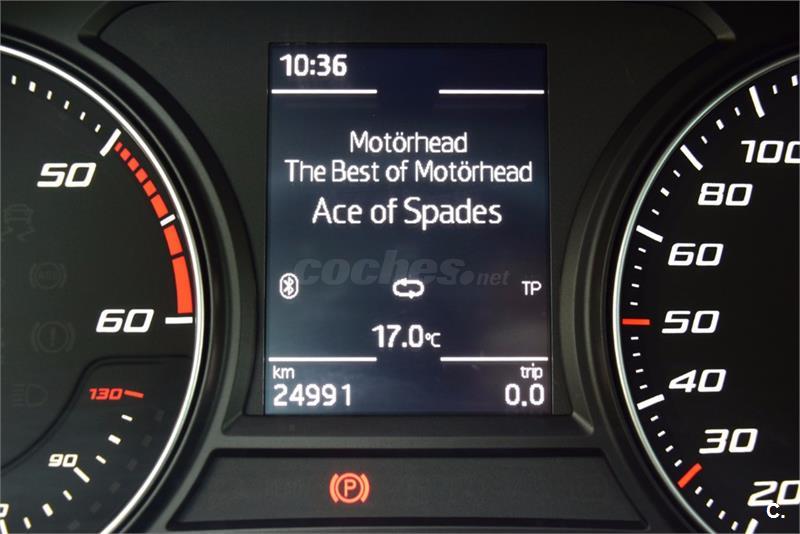 10:36
Motörhead
The Best of Motörhead
Ace of Spades
coches.net
TP
17.0°C
km
trip
24991
0.0
50
60
130
90
100
80
60
50
40
30
20
P
C.